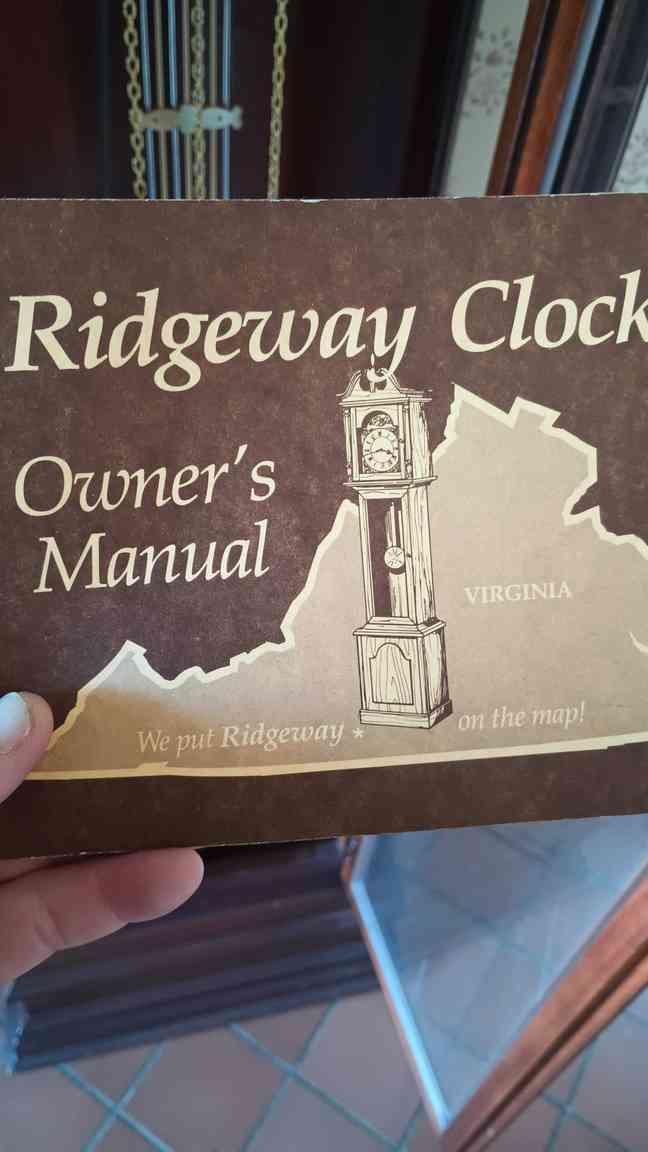 Ridgeway Clock
Owner's
Manual
VIRGINIA
We put Ridgeway * on the map!